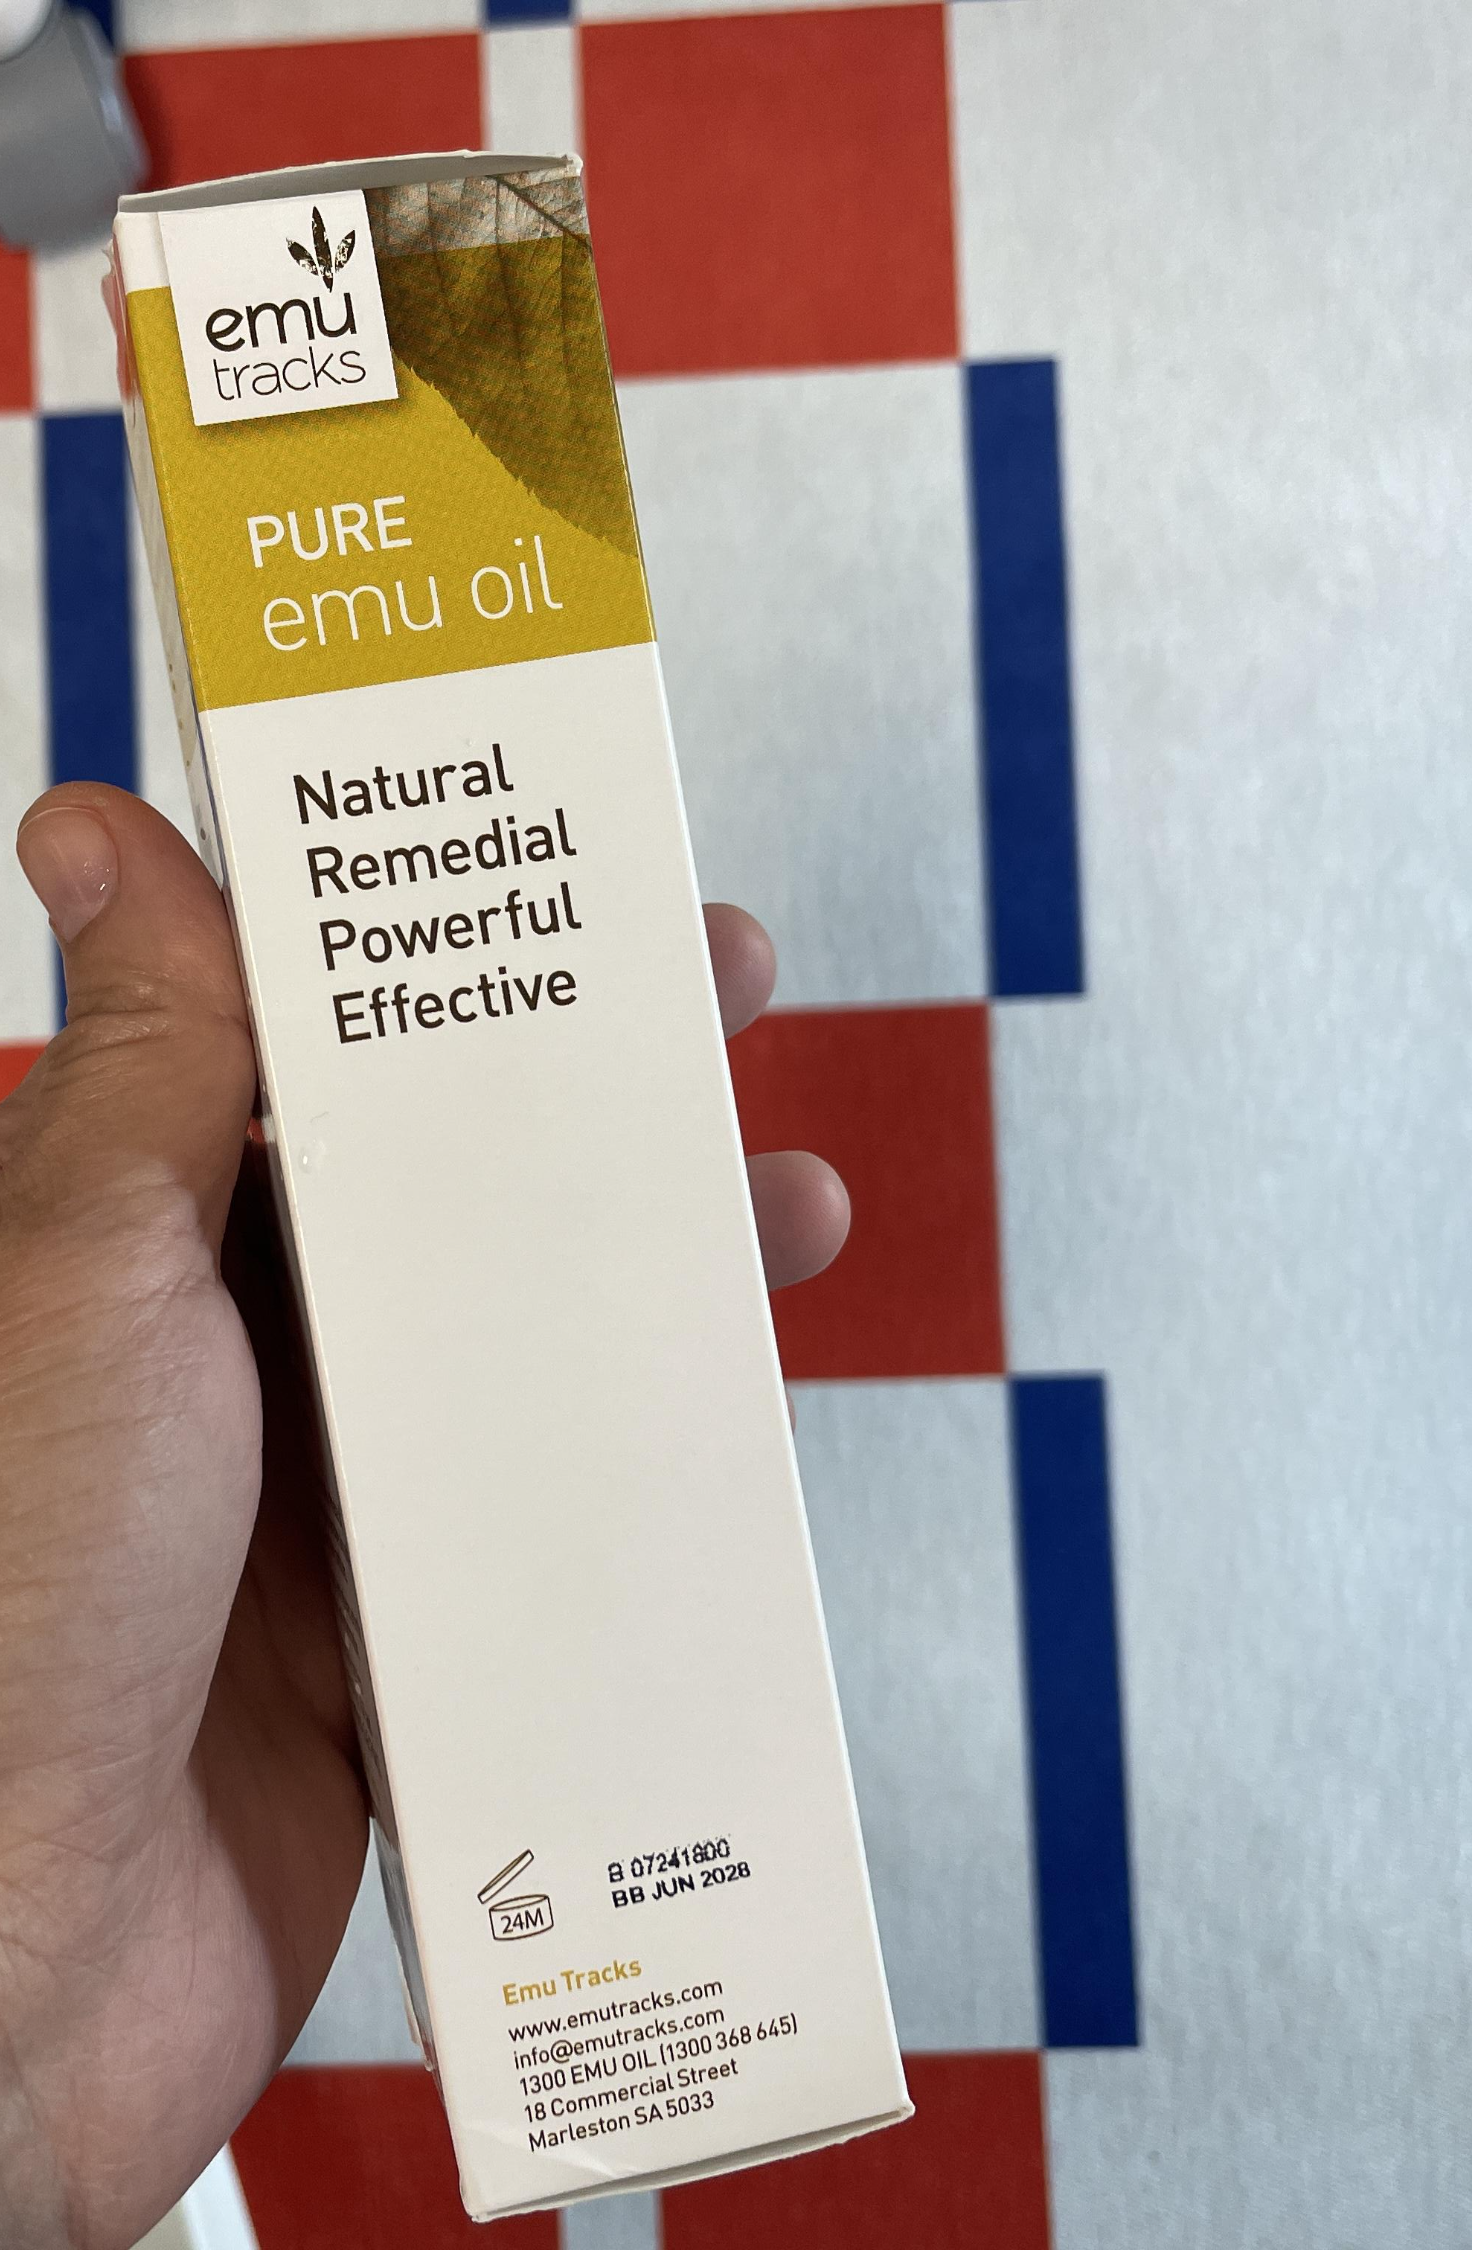 emu
tracks
PURE
emu oil
Natural
Remedial
Powerful
Effective
24M
B 07241800
BB JUN 2028
Emu Tracks
www.emutracks.com
info@emutracks.com
1300 EMU OIL (1300 368 645)
18 Commercial Street
Marleston SA 5033